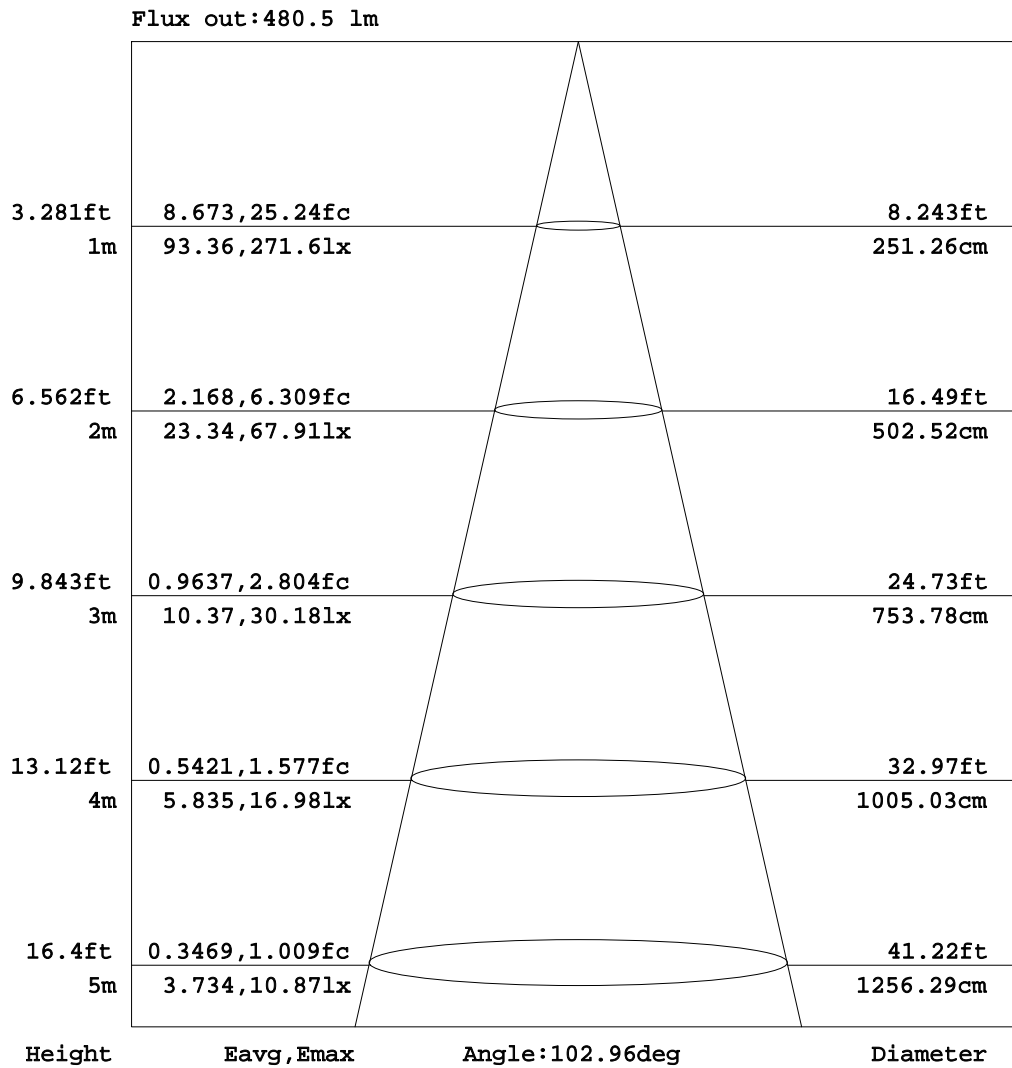 Flux out:480.5 lm
3.281ft 8.673,25.24fc 8.243ft
1m 93.36,271.6lx 251.26cm
6.562ft 2.168,6.309fc 16.49ft
2m 23.34,67.91lx 502.52cm
9.843ft 0.9637,2.804fc 24.73ft
3m 10.37,30.18lx 753.78cm
13.12ft 0.5421,1.577fc 32.97ft
4m 5.835,16.98lx 1005.03cm
16.4ft 0.3469,1.009fc 41.22ft
5m 3.734,10.87lx 1256.29cm
Height Eavg,Emax Angle:102.96deg Diameter